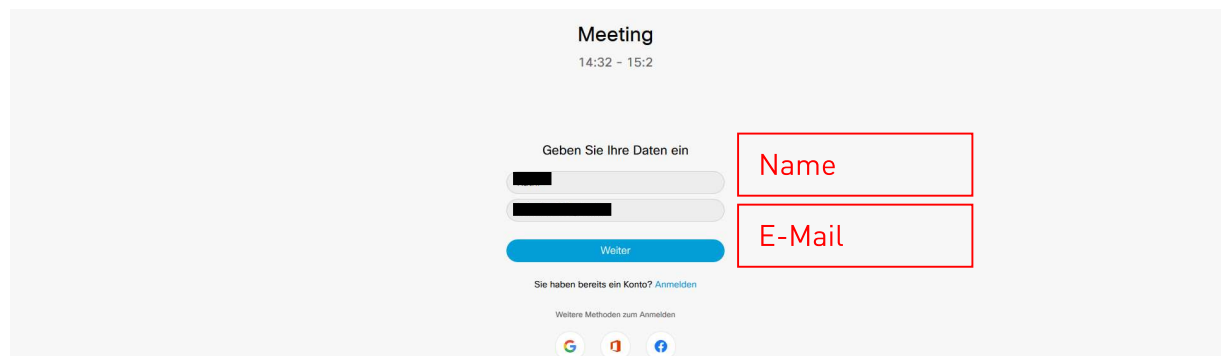 Meeting
14:32 - 15:2
Geben Sie Ihre Daten ein
Name
E-Mail
Weiter
Sie haben bereits ein Konto? Anmelden
Weitere Methoden zum Anmelden